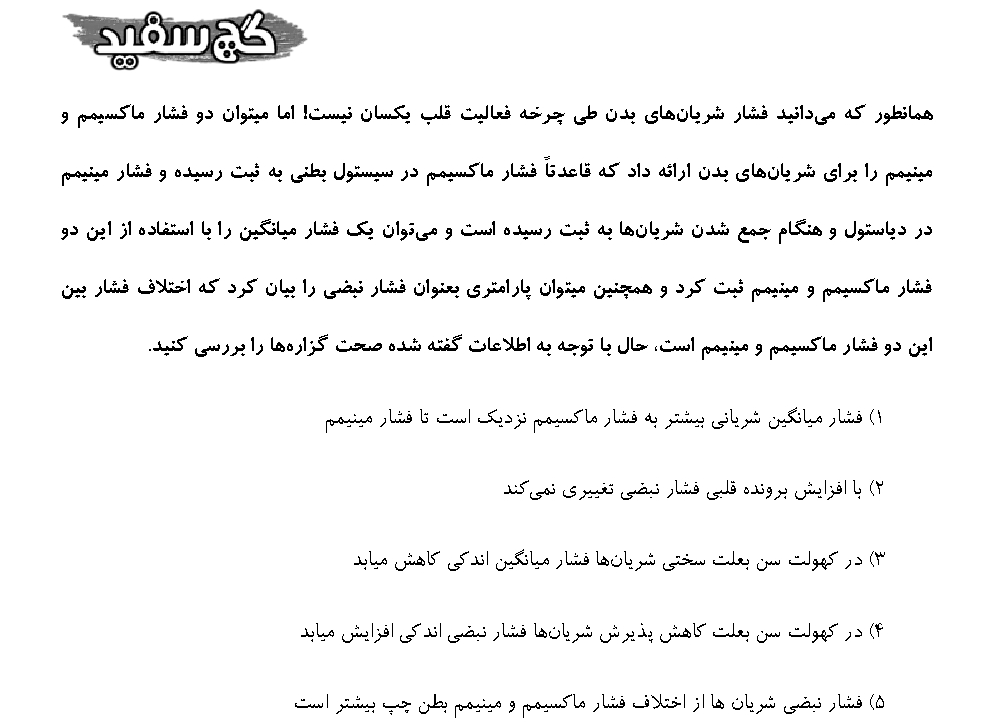 گچ سفید
همانطور که می‌دانید فشار شریان‌های بدن طی چرخه فعالیت قلب یکسان نیست! اما میتوان دو فشار ماکسیمم و
مینیمم را برای شریان‌های بدن ارائه داد که قاعدتاً فشار ماکسیمم در سیستول بطنی به ثبت رسیده و فشار مینیمم
در دیاستول و هنگام جمع شدن شریان‌ها به ثبت رسیده است و می‌توان یک فشار میانگین را با استفاده از این دو
فشار ماکسیمم و مینیمم ثبت کرد و همچنین میتوان پارامتری بعنوان فشار نبضی را بیان کرد که اختلاف فشار بین
این دو فشار ماکسیمم و مینیمم است، حال با توجه به اطلاعات گفته شده صحت گزاره‌ها را بررسی کنید.
۱) فشار میانگین شریانی بیشتر به فشار ماکسیمم نزدیک است تا فشار مینیمم
۲) با افزایش برونده قلبی فشار نبضی تغییری نمی‌کند
۳) در کهولت سن بعلت سختی شریان‌ها فشار میانگین اندکی کاهش میابد
۴) در کهولت سن بعلت کاهش پذیرش شریان‌ها فشار نبضی اندکی افزایش میابد
۵) فشار نبضی شریان ها از اختلاف فشار ماکسیمم و مینیمم بطن چپ بیشتر است